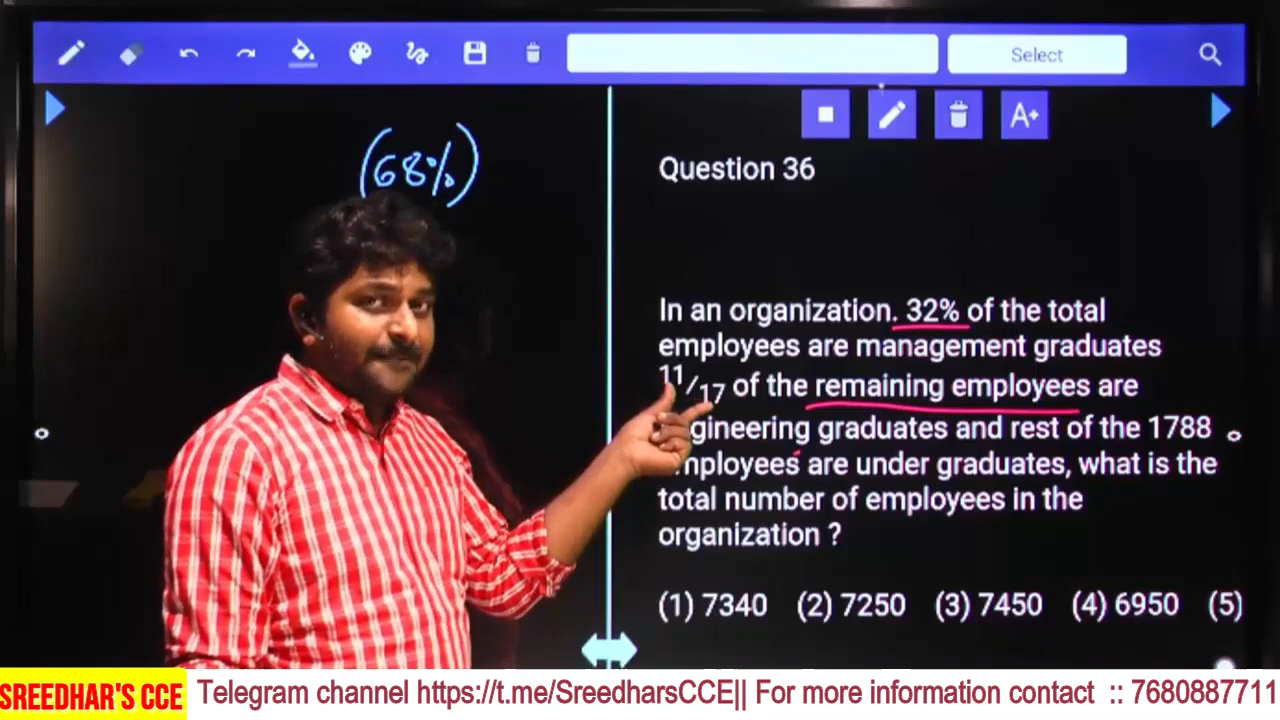 Select
A+
(68%)
Question 36
In an organization. 32% of the total
employees are management graduates
11/17 of the remaining employees are
gineering graduates and rest of the 1788
mployees are under graduates, what is the
total number of employees in the
organization ?
(1) 7340 (2) 7250 (3) 7450 (4) 6950 (5)
SREEDHAR'S CCE Telegram channel https://t.me/SreedharsCCE|| For more information contact :: 7680887711